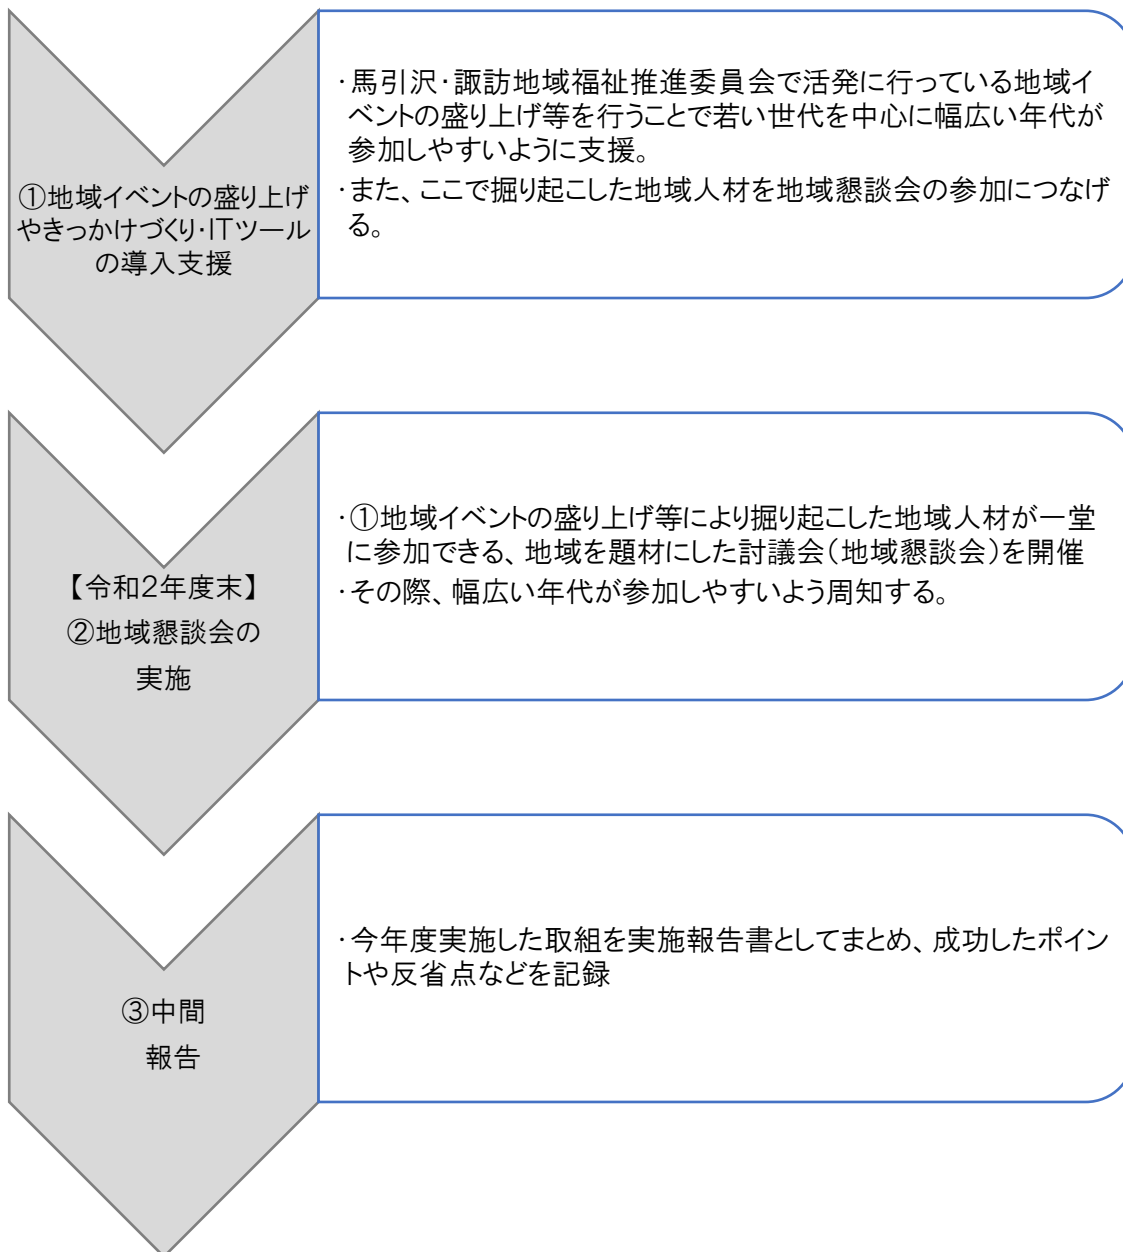 ①地域イベントの盛り上げ
やきっかけづくり・ITツール
の導入支援
・馬引沢・諏訪地域福祉推進委員会で活発に行っている地域イ
ベントの盛り上げ等を行うことで若い世代を中心に幅広い年代が
参加しやすいように支援。
・また、ここで掘り起こした地域人材を地域懇談会の参加につなげ
る。
【令和2年度末】
②地域懇談会の
実施
・①地域イベントの盛り上げ等により掘り起こした地域人材が一堂
に参加できる、地域を題材にした討議会（地域懇談会）を開催
・その際、幅広い年代が参加しやすいよう周知する。
③中間
報告
・今年度実施した取組を実施報告書としてまとめ、成功したポイン
トや反省点などを記録